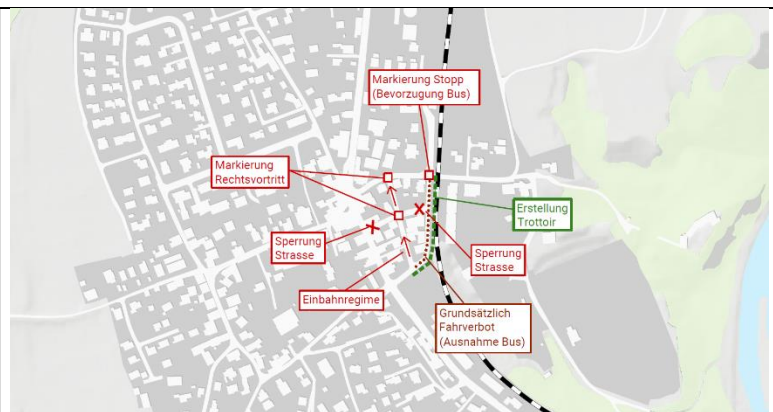 Markierung Stopp
(Bevorzugung Bus)
Markierung
Rechtsvortritt
Erstellung
Trottoir
Sperrung
Strasse
Sperrung
Strasse
Einbahnregime
Grundsätzlich
Fahrverbot
(Ausnahme Bus)